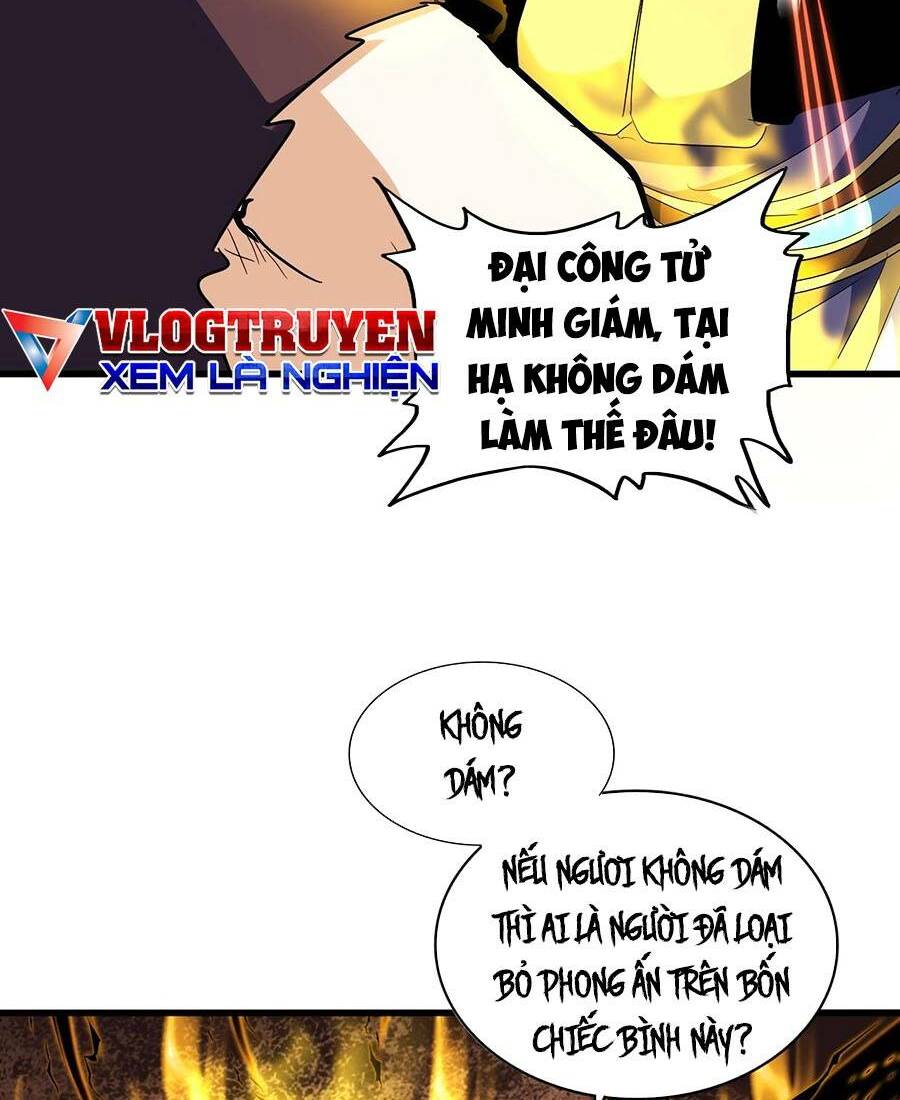 ĐẠI CÔNG TỬ
MINH GIÁM, TẠI
HẠ KHÔNG DÁM
LÀM THẾ ĐÂU!
VLOGTRUYEN
XEM LÀ NGHIỆN
KHÔNG
DÁM?
NẾU NGƯƠI KHÔNG DÁM
THÌ AI LÀ NGƯỜI ĐÃ LOẠI
BỎ PHONG ẤN TRÊN BỐN
CHIẾC BÌNH NÀY?